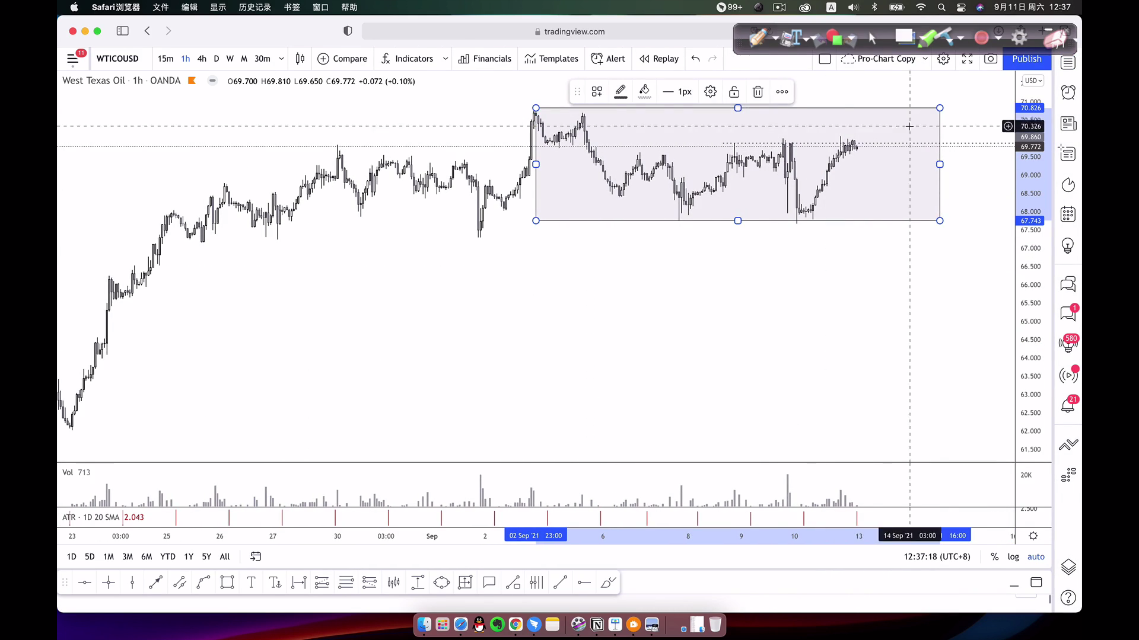 Safari浏览器 文件 编辑 显示 历史记录 书签 窗口 帮助 99+ A 9月11日 周六 12:37
tradingview.com
11 WTICOUSD 15m 1h 4h D W M 30m Compare Indicators Financials Templates Alert Replay Pro-Chart Copy Publish
West Texas Oil · 1h · OANDA O69.700 H69.810 L69.650 C69.772 +0.072 (+0.10%) USD
1px
71.000
70.826
70.326
69.860
69.772
69.500
69.000
68.500
68.000
67.743
67.500
67.000
66.500
66.000
65.500
65.000
64.500
64.000
63.500
63.000
62.500
62.000
61.500
1
580
21
Vol 713
20K
2.500
ATR · 1D 20 SMA 2.043
23 03:00 25 26 27 30 03:00 Sep 2 02 Sep '21 23:00 6 8 9 10 13 14 Sep '21 03:00 16:00
1D 5D 1M 3M 6M YTD 1Y 5Y All 12:37:18 (UTC+8) % log auto